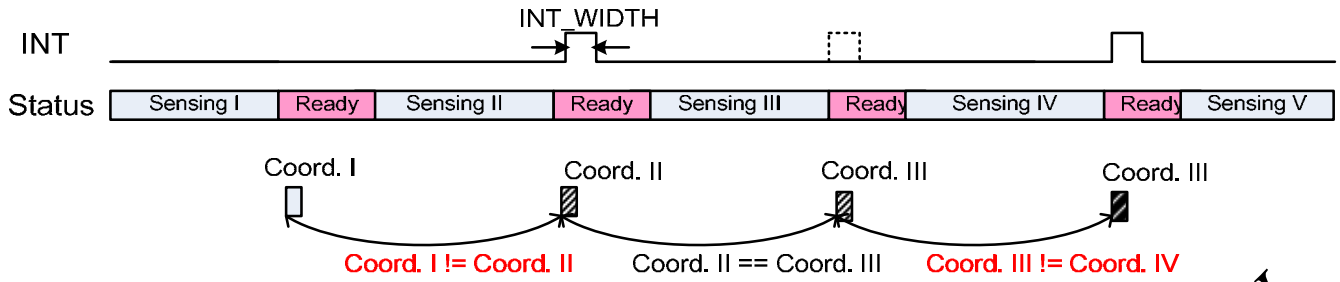 INT_WIDTH
INT
Status Sensing I Ready Sensing II Ready Sensing III Ready Sensing IV Ready Sensing V
Coord. I Coord. II Coord. III Coord. III
Coord. I != Coord. II Coord. II == Coord. III Coord. III != Coord. IV